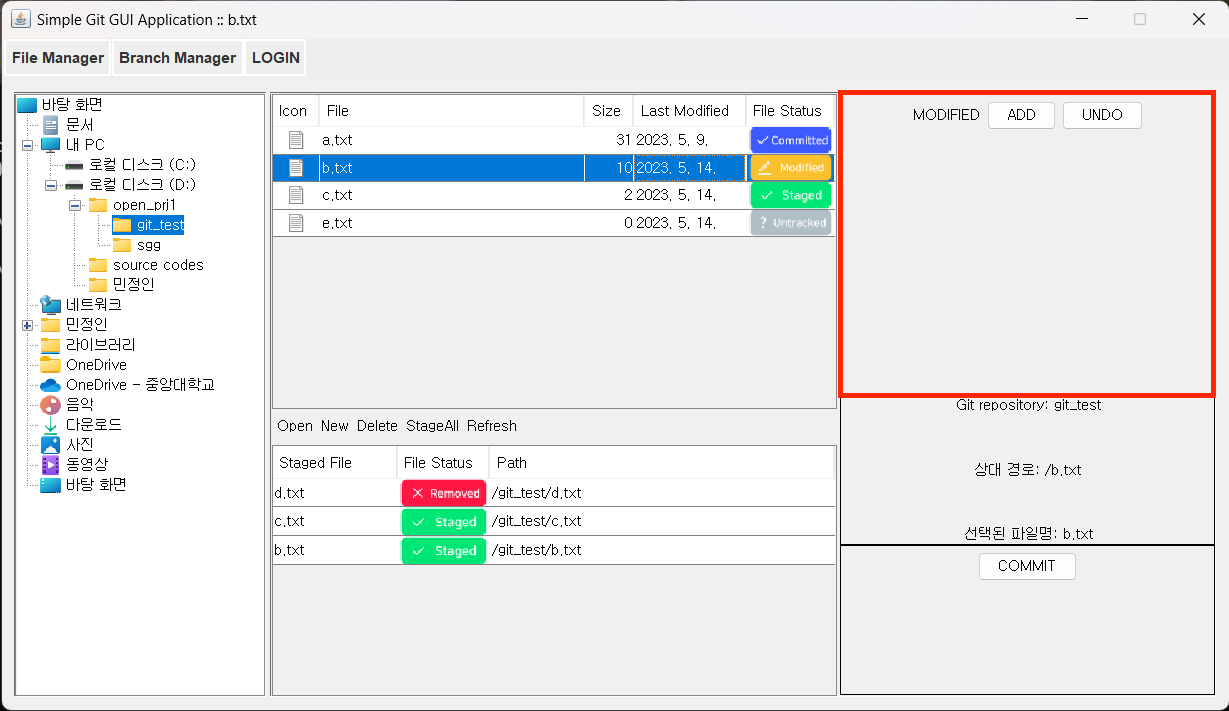 Simple Git GUI Application :: b.txt
File Manager Branch Manager LOGIN
바탕 화면
문서
내 PC
로컬 디스크 (C:)
로컬 디스크 (D:)
open_prj1
git_test
sgg
source codes
민정인
네트워크
민정인
라이브러리
OneDrive
OneDrive - 중앙대학교
음악
다운로드
사진
동영상
바탕 화면
Icon File Size Last Modified File Status
a.txt 31 2023. 5. 9. Committed
b.txt 10 2023. 5. 14. Modified
c.txt 2 2023. 5. 14. Staged
e.txt 0 2023. 5. 14. ? Untracked
Open New Delete StageAll Refresh
Staged File File Status Path
d.txt Removed /git_test/d.txt
c.txt Staged /git_test/c.txt
b.txt Staged /git_test/b.txt
MODIFIED ADD UNDO
Git repository: git_test
상대 경로: /b.txt
선택된 파일명: b.txt
COMMIT